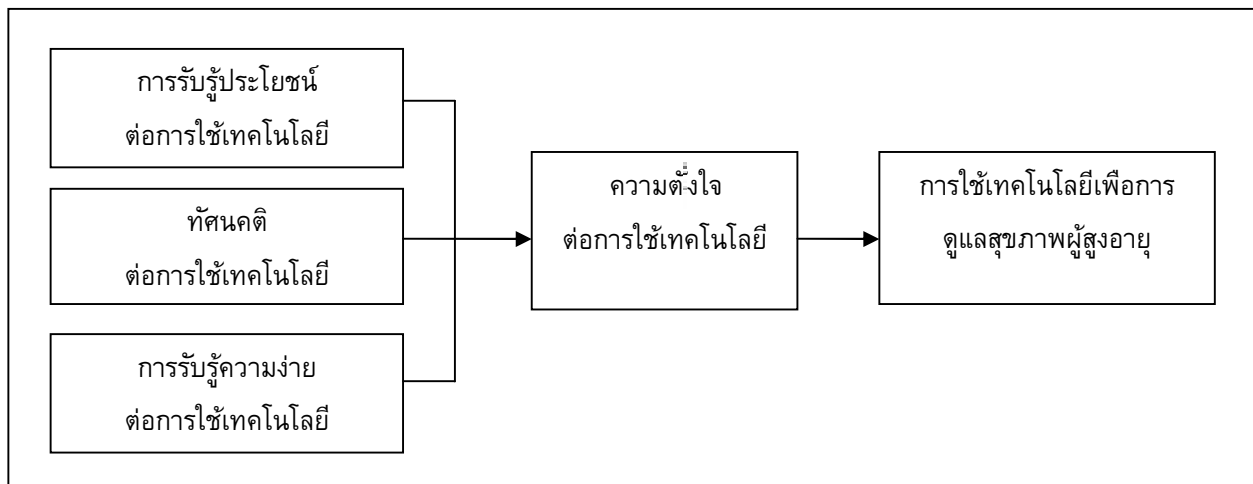 การรับรู้ประโยชน์
ต่อการใช้เทคโนโลยี
ทัศนคติ
ต่อการใช้เทคโนโลยี
การรับรู้ความง่าย
ต่อการใช้เทคโนโลยี
ความตั้งใจ
ต่อการใช้เทคโนโลยี
การใช้เทคโนโลยีเพื่อการ
ดูแลสุขภาพผู้สูงอายุ